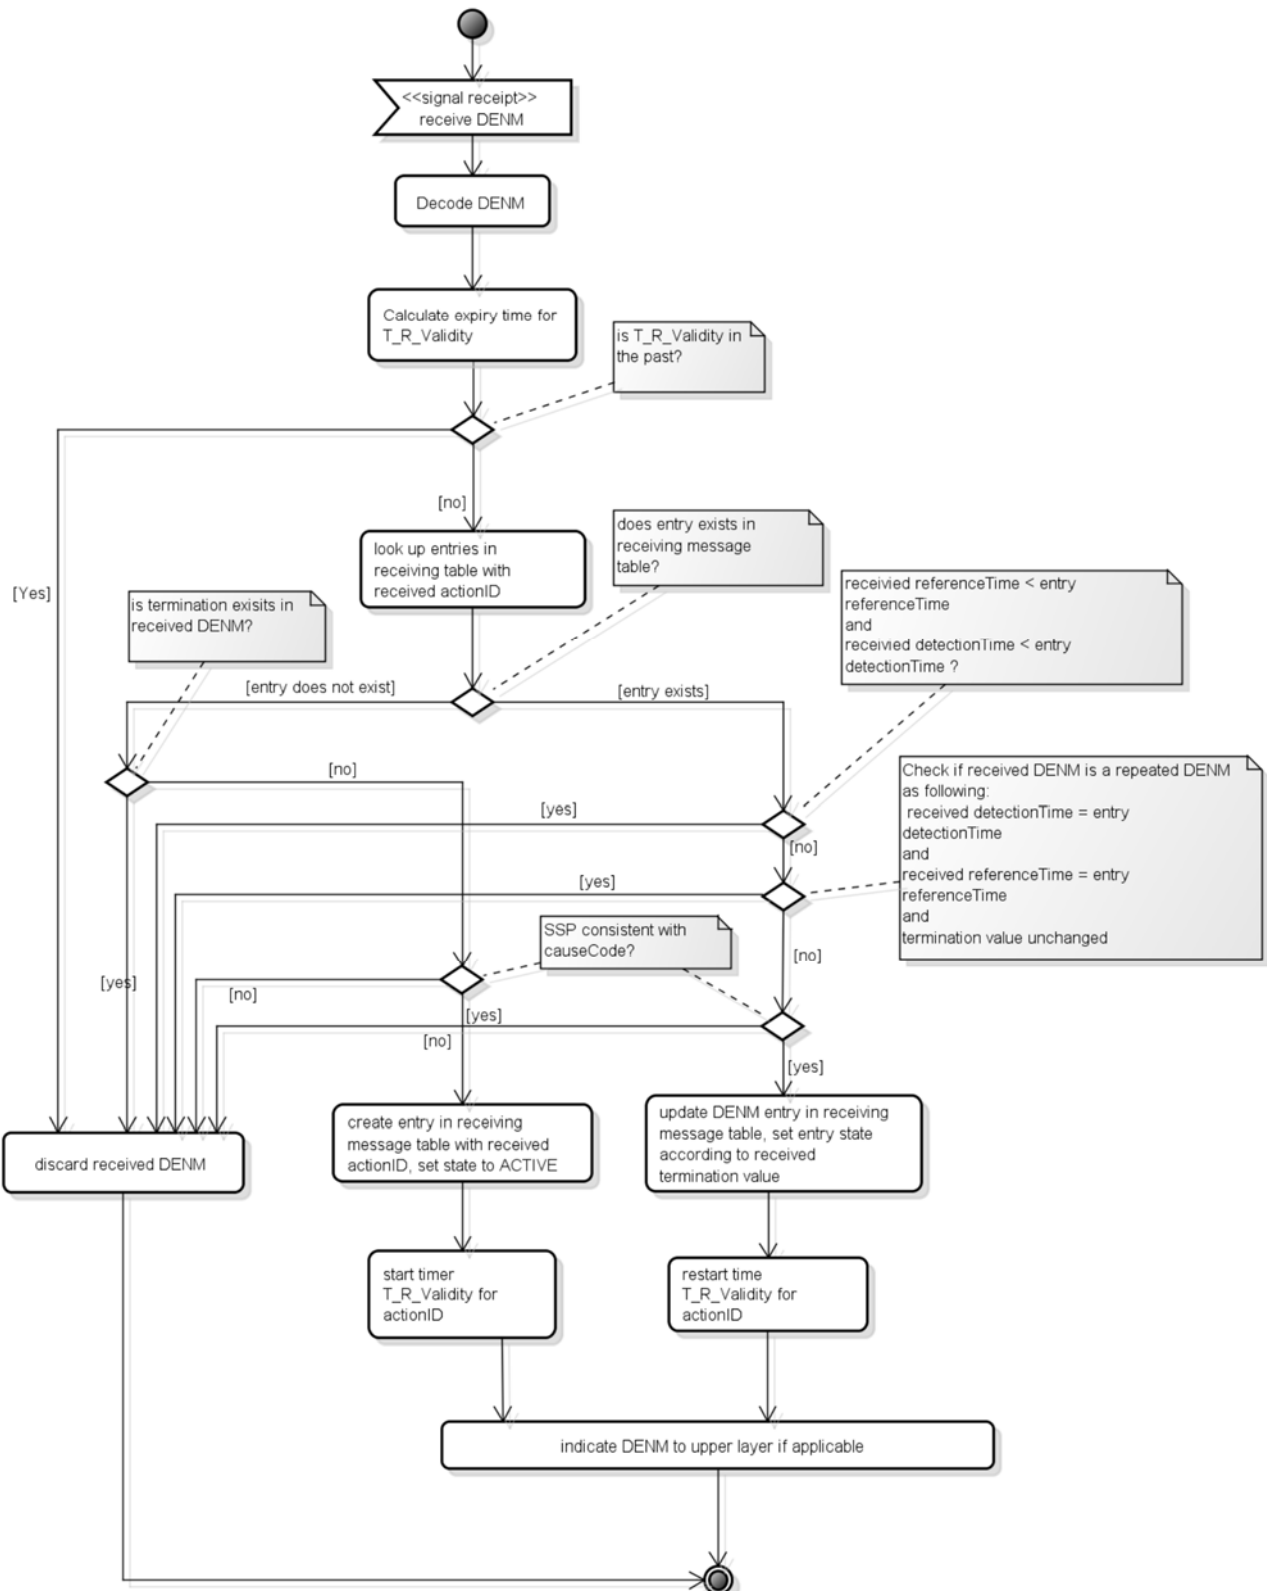 <<signal receipt>>
receive DENM
Decode DENM
Calculate expiry time for
T_R_Validity
is T_R_Validity in
the past?
[no]
look up entries in
receiving table with
received actionID
does entry exists in
receiving message
table?
[Yes]
is termination exisits in
received DENM?
receivied referenceTime < entry
referenceTime
and
receivied detectionTime < entry
detectionTime ?
[entry does not exist]
[entry exists]
[no]
Check if received DENM is a repeated DENM
as following:
received detectionTime = entry
detectionTime
and
received referenceTime = entry
referenceTime
and
termination value unchanged
[yes]
[no]
[yes]
SSP consistent with
causeCode?
[no]
[yes]
[no]
[yes]
[no]
[yes]
discard received DENM
create entry in receiving
message table with received
actionID, set state to ACTIVE
update DENM entry in receiving
message table, set entry state
according to received
termination value
start timer
T_R_Validity for
actionID
restart time
T_R_Validity for
actionID
indicate DENM to upper layer if applicable